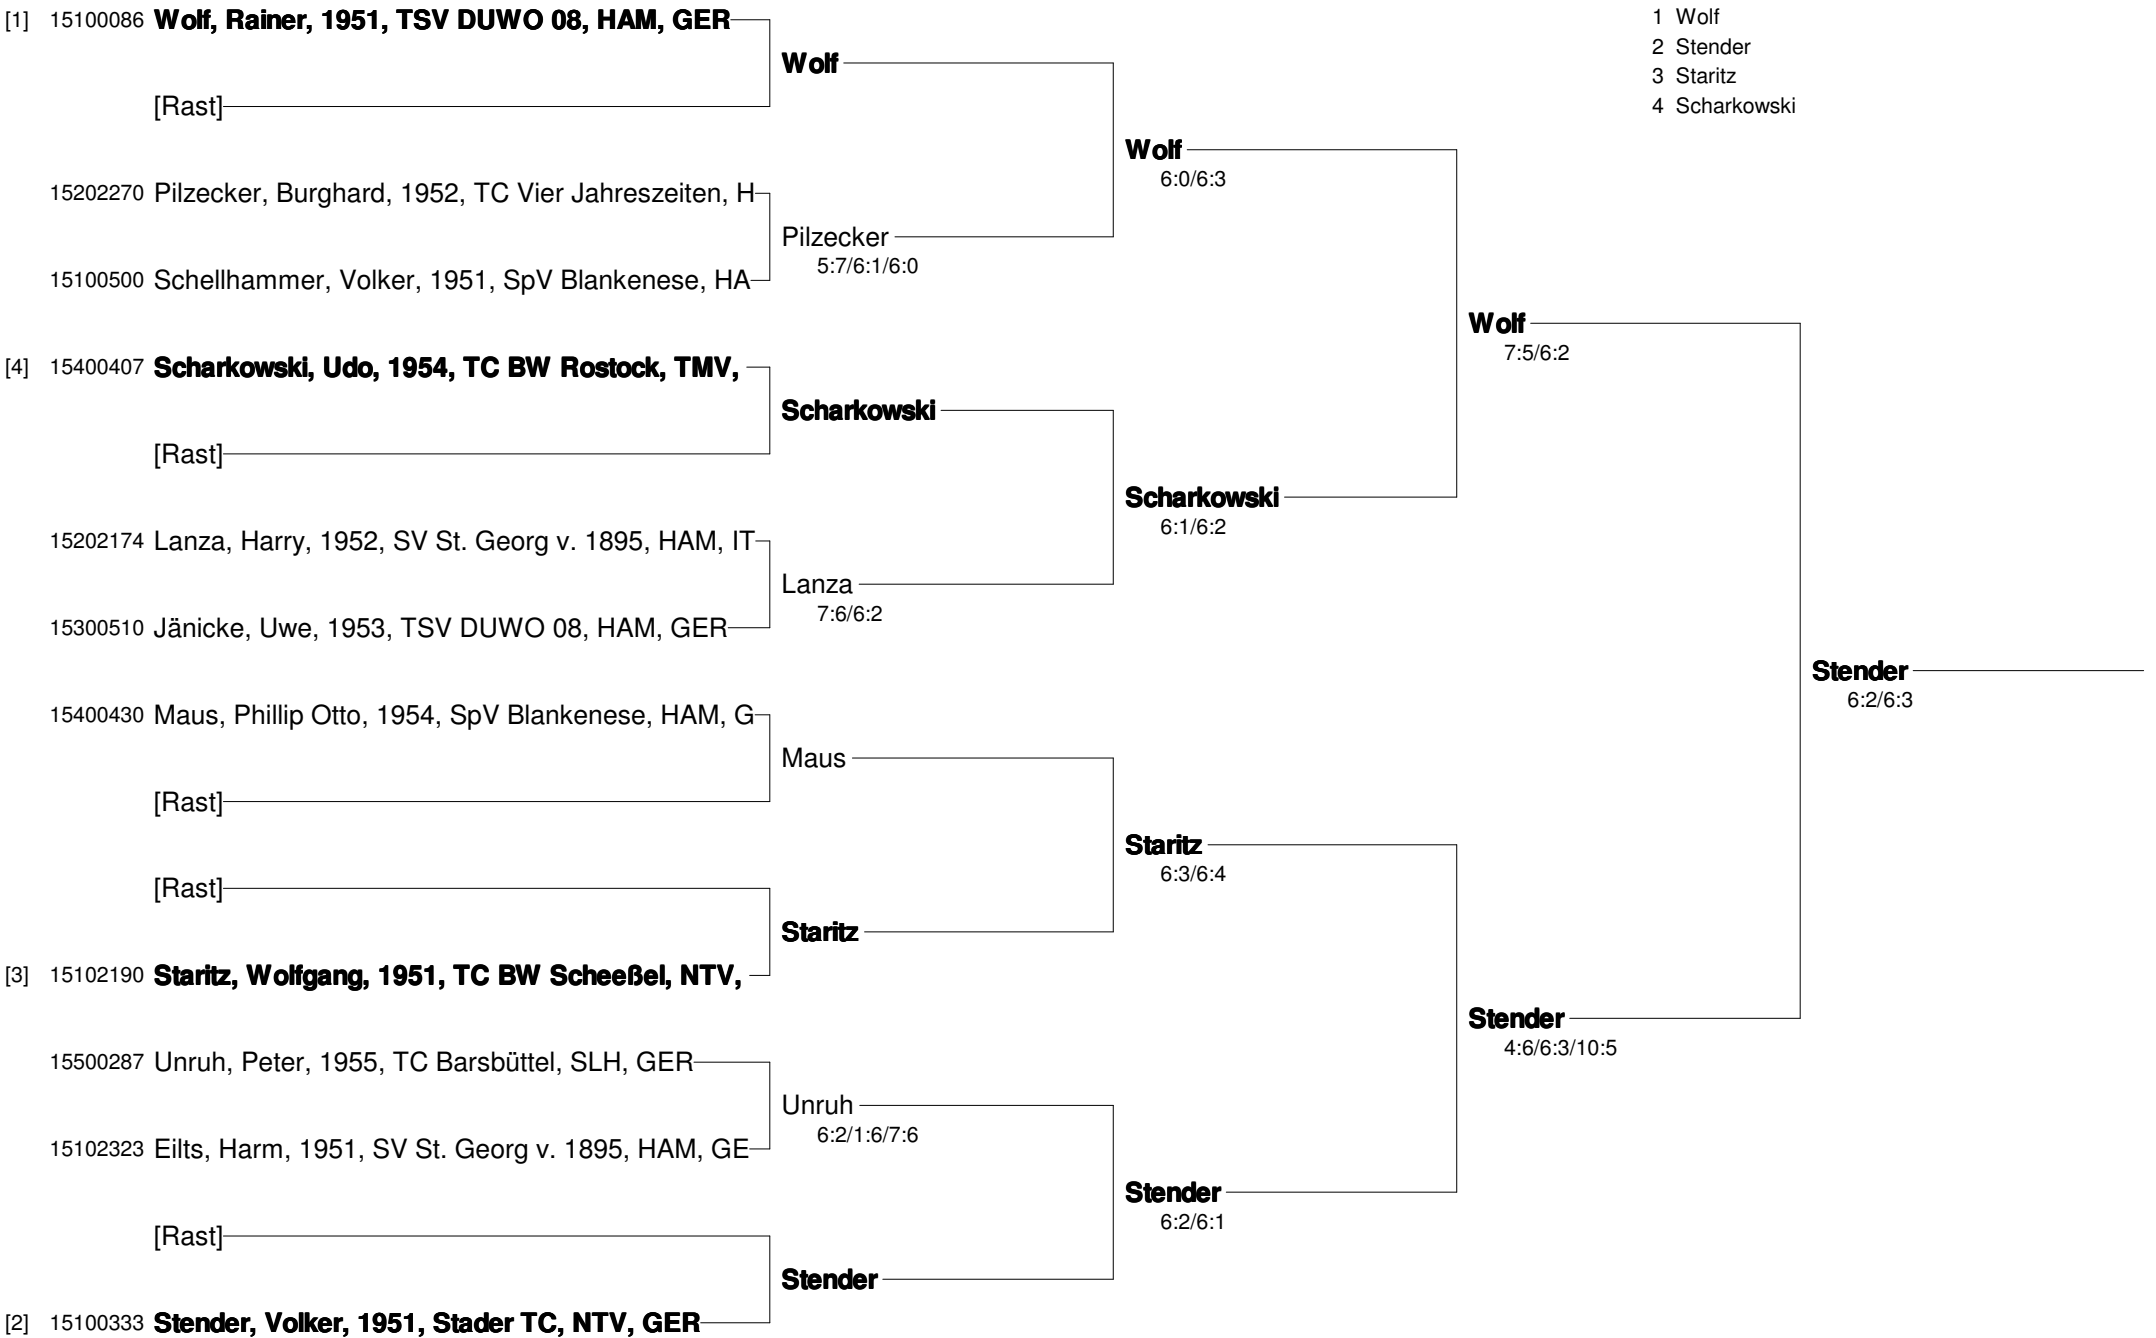 [1] 15100086 Wolf, Rainer, 1951, TSV DUWO 08, HAM, GER
[Rast]
15202270 Pilzecker, Burghard, 1952, TC Vier Jahreszeiten, H
15100500 Schellhammer, Volker, 1951, SpV Blankenese, HA
[4] 15400407 Scharkowski, Udo, 1954, TC BW Rostock, TMV,
[Rast]
15202174 Lanza, Harry, 1952, SV St. Georg v. 1895, HAM, IT
15300510 Jänicke, Uwe, 1953, TSV DUWO 08, HAM, GER
15400430 Maus, Phillip Otto, 1954, SpV Blankenese, HAM, G
[Rast]
[Rast]
[3] 15102190 Staritz, Wolfgang, 1951, TC BW Scheeßel, NTV,
15500287 Unruh, Peter, 1955, TC Barsbüttel, SLH, GER
15102323 Eilts, Harm, 1951, SV St. Georg v. 1895, HAM, GE
[Rast]
[2] 15100333 Stender, Volker, 1951, Stader TC, NTV, GER
Wolf
Pilzecker
5:7/6:1/6:0
Scharkowski
Lanza
7:6/6:2
Maus
Staritz
Unruh
6:2/1:6/7:6
Stender
Wolf
6:0/6:3
Scharkowski
6:1/6:2
Staritz
6:3/6:4
Stender
6:2/6:1
Wolf
7:5/6:2
Stender
4:6/6:3/10:5
Stender
6:2/6:3
1 Wolf
2 Stender
3 Staritz
4 Scharkowski